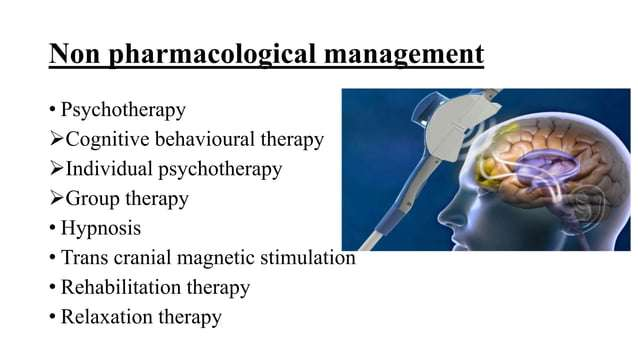 Non pharmacological management
• Psychotherapy
➢Cognitive behavioural therapy
➢Individual psychotherapy
➢Group therapy
• Hypnosis
• Trans cranial magnetic stimulation
• Rehabilitation therapy
• Relaxation therapy